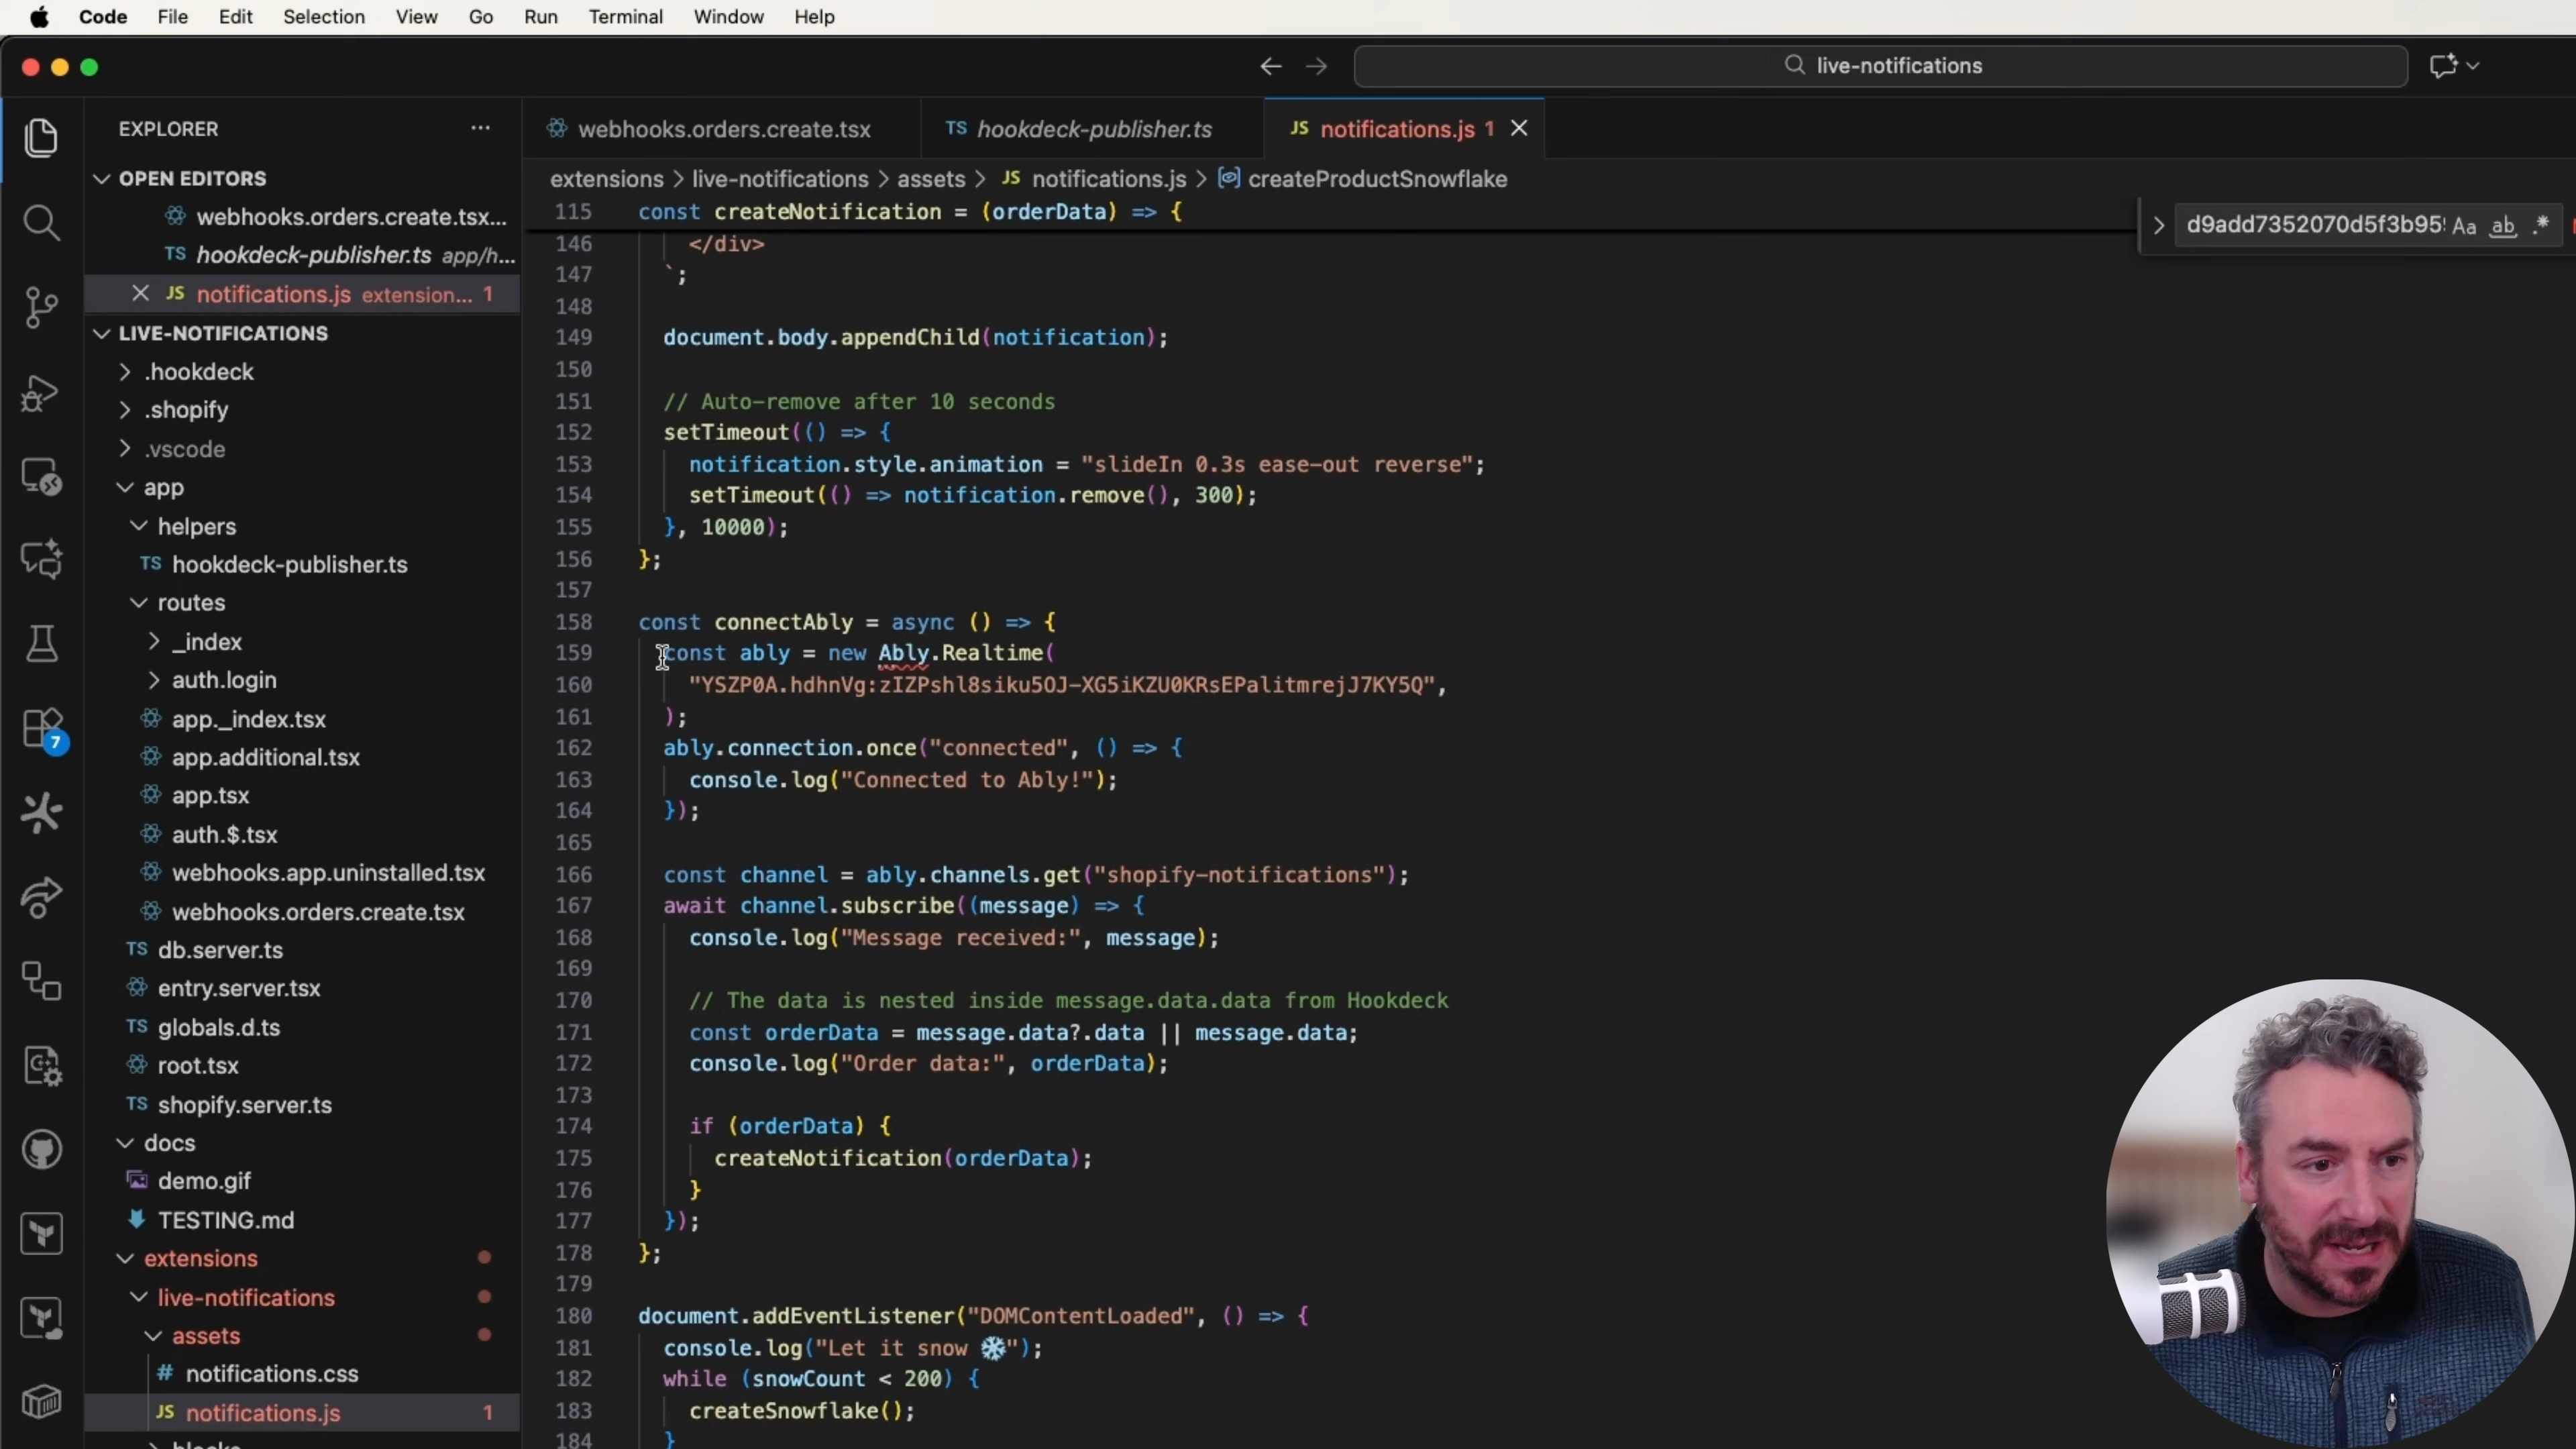 Code File Edit Selection View Go Run Terminal Window Help
live-notifications
EXPLORER
OPEN EDITORS
webhooks.orders.create.tsx...
TS hookdeck-publisher.ts app/h...
JS notifications.js extension... 1
LIVE-NOTIFICATIONS
.hookdeck
.shopify
.vscode
app
helpers
TS hookdeck-publisher.ts
routes
_index
auth.login
app._index.tsx
app.additional.tsx
app.tsx
auth.$.tsx
webhooks.app.uninstalled.tsx
webhooks.orders.create.tsx
TS db.server.ts
entry.server.tsx
TS globals.d.ts
root.tsx
TS shopify.server.ts
docs
demo.gif
TESTING.md
extensions
live-notifications
assets
# notifications.css
JS notifications.js 1
7
webhooks.orders.create.tsx TS hookdeck-publisher.ts JS notifications.js 1
extensions > live-notifications > assets > JS notifications.js > createProductSnowflake
Aa ab .*
115 const createNotification = (orderData) => {
146 </div>
147 `;
148
149 document.body.appendChild(notification);
150
151 // Auto-remove after 10 seconds
152 setTimeout(() => {
153 notification.style.animation = "slideIn 0.3s ease-out reverse";
154 setTimeout(() => notification.remove(), 300);
155 }, 10000);
156 };
157
158 const connectAbly = async () => {
159 const ably = new Ably.Realtime(
160 "YSZP0A.hdhnVg:zIZPshl8siku5OJ-XG5iKZU0KRsEPalitmrejJ7KY5Q",
161 );
162 ably.connection.once("connected", () => {
163 console.log("Connected to Ably!");
164 });
165
166 const channel = ably.channels.get("shopify-notifications");
167 await channel.subscribe((message) => {
168 console.log("Message received:", message);
169
170 // The data is nested inside message.data.data from Hookdeck
171 const orderData = message.data?.data || message.data;
172 console.log("Order data:", orderData);
173
174 if (orderData) {
175 createNotification(orderData);
176 }
177 });
178 };
179
180 document.addEventListener("DOMContentLoaded", () => {
181 console.log("Let it snow ❄️");
182 while (snowCount < 200) {
183 createSnowflake();
184 }